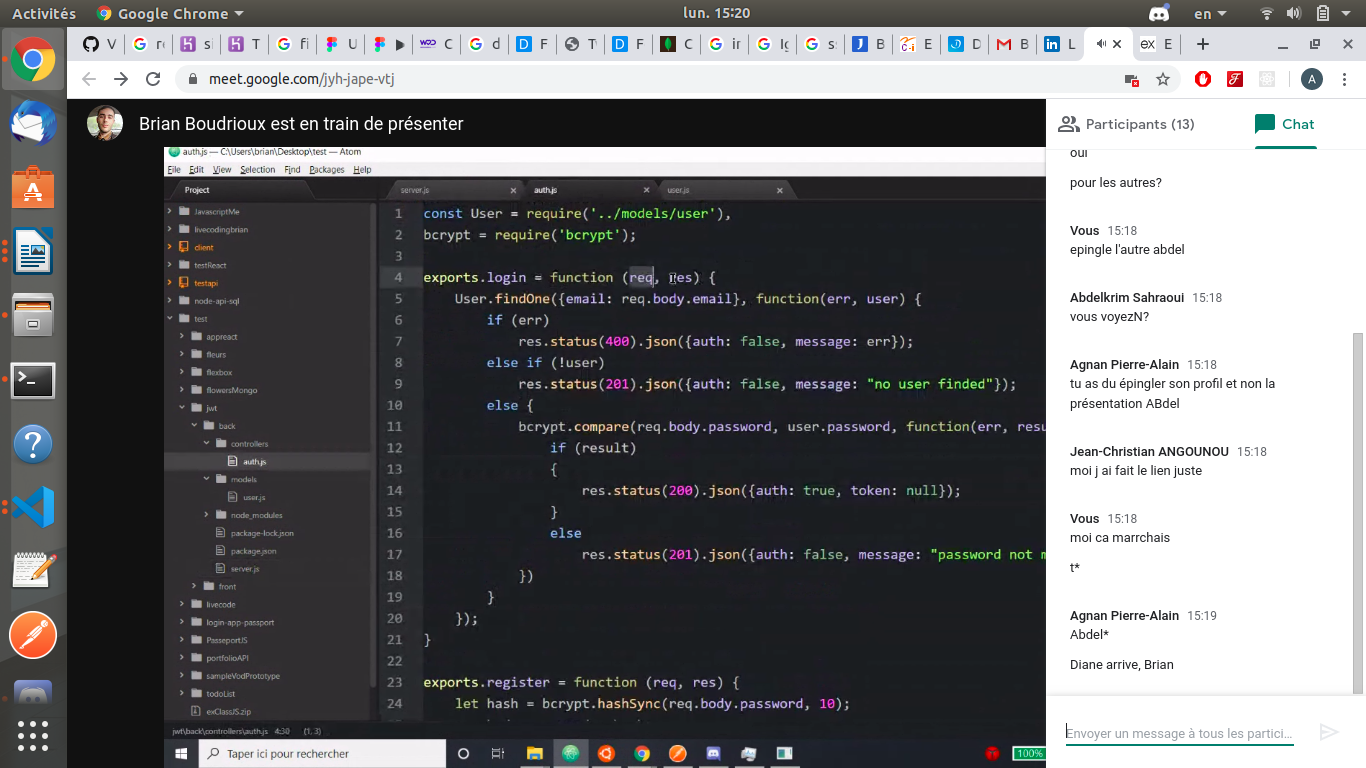 Activités Google Chrome lun. 15:20 en
V re s T fi U C d F Tv F C ir Ig s B E D B L E
meet.google.com/jyh-jape-vtj A
Brian Boudrioux est en train de présenter
Participants (13) Chat
auth.js — C:\Users\brian\Desktop\test — Atom
File Edit View Selection Find Packages Help
Project server.js auth.js user.js
JavascriptMe
livecodingbrian
client
testReact
testapi
node-api-sql
test
appreact
fleurs
flexbox
flowersMongo
jwt
back
controllers
auth.js
models
user.js
node_modules
package-lock.json
package.json
server.js
front
livecode
login-app-passport
PasseportJS
portfolioAPI
sampleVodPrototype
todoList
exClassJS.zip
1 const User = require('../models/user'),
2 bcrypt = require('bcrypt');
3
4 exports.login = function (req, res) {
5 User.findOne({email: req.body.email}, function(err, user) {
6 if (err)
7 res.status(400).json({auth: false, message: err});
8 else if (!user)
9 res.status(201).json({auth: false, message: "no user finded"});
10 else {
11 bcrypt.compare(req.body.password, user.password, function(err, resu
12 if (result)
13 {
14 res.status(200).json({auth: true, token: null});
15 }
16 else
17 res.status(201).json({auth: false, message: "password not m
18 })
19 }
20 });
21 }
22
23 exports.register = function (req, res) {
24 let hash = bcrypt.hashSync(req.body.password, 10);
jwt\back\controllers\auth.js 4:30 (1, 3)
Taper ici pour rechercher 100%
oui
pour les autres?
Vous 15:18
epingle l'autre abdel
Abdelkrim Sahraoui 15:18
vous voyezN?
Agnan Pierre-Alain 15:18
tu as du épingler son profil et non la
présentation ABdel
Jean-Christian ANGOUNOU 15:18
moi j ai fait le lien juste
Vous 15:18
moi ca marrchais
t*
Agnan Pierre-Alain 15:19
Abdel*
Diane arrive, Brian
Envoyer un message à tous les partici...